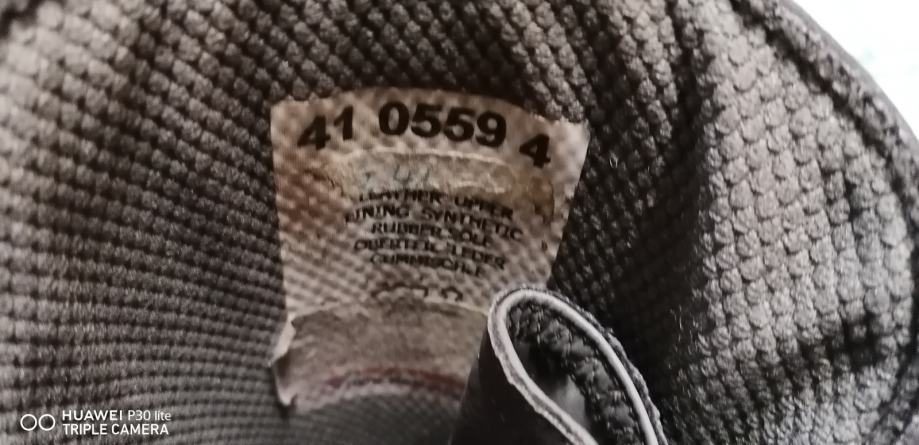 41 0559 4
LEATHER UPPER
LINING SYNTHETIC
RUBBER SOLE
OBERTEIL LEDER
GUMMISOHLE
HUAWEI P30 lite
TRIPLE CAMERA